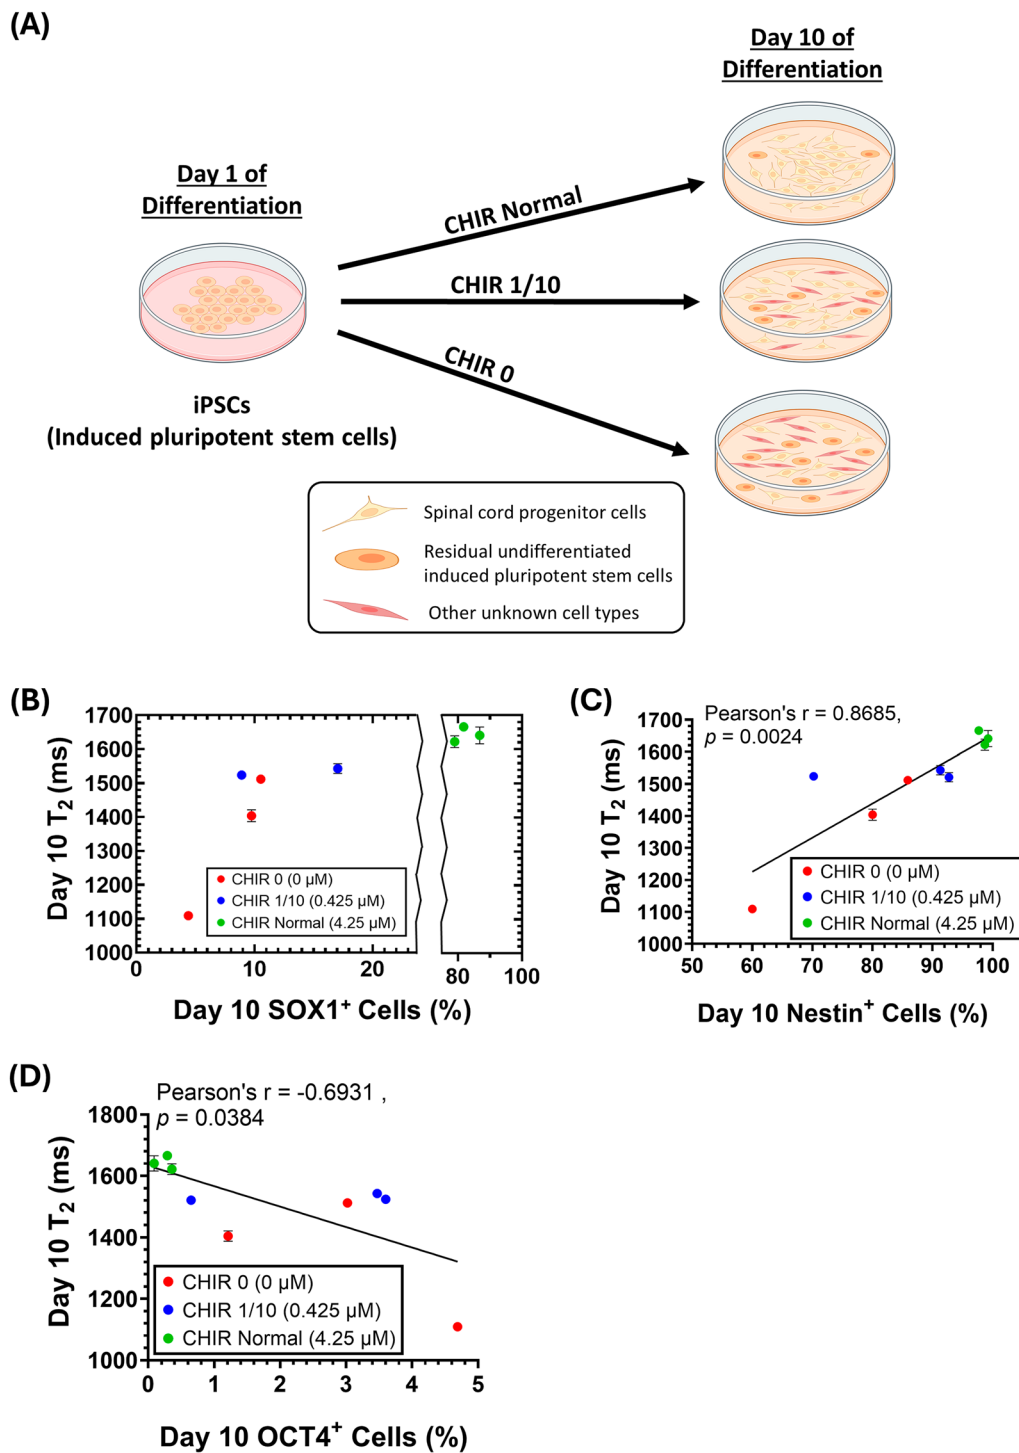 (A)
Day 1 of
Differentiation
Day 10 of
Differentiation
CHIR Normal
CHIR 1/10
CHIR 0
iPSCs
(Induced pluripotent stem cells)
Spinal cord progenitor cells
Residual undifferentiated
induced pluripotent stem cells
Other unknown cell types
(B)
Day 10 T₂ (ms)
1700
1600
1500
1400
1300
1200
1100
1000
CHIR 0 (0 μM)
CHIR 1/10 (0.425 μM)
CHIR Normal (4.25 μM)
0 10 20 80 100
Day 10 SOX1⁺ Cells (%)
(C)
Pearson's r = 0.8685,
p = 0.0024
Day 10 T₂ (ms)
1700
1600
1500
1400
1300
1200
1100
1000
CHIR 0 (0 μM)
CHIR 1/10 (0.425 μM)
CHIR Normal (4.25 μM)
50 60 70 80 90 100
Day 10 Nestin⁺ Cells (%)
(D)
Pearson's r = -0.6931 ,
p = 0.0384
Day 10 T₂ (ms)
1800
1600
1400
1200
1000
CHIR 0 (0 μM)
CHIR 1/10 (0.425 μM)
CHIR Normal (4.25 μM)
0 1 2 3 4 5
Day 10 OCT4⁺ Cells (%)